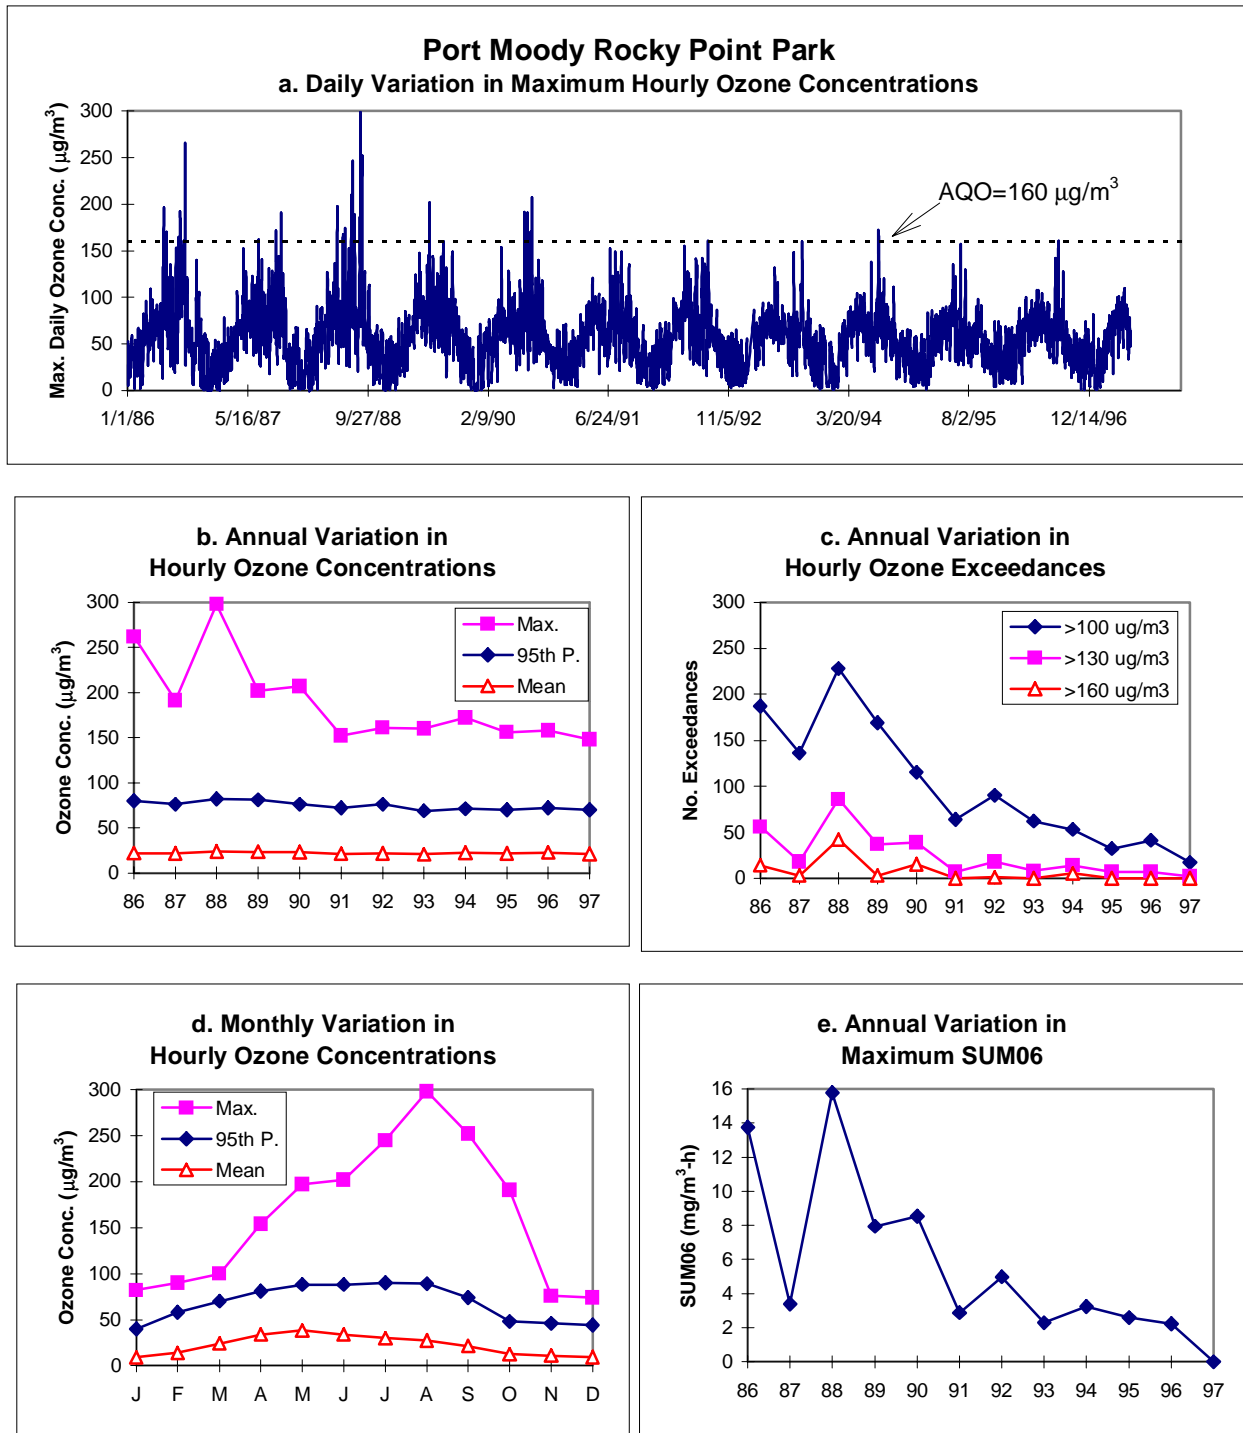 Port Moody Rocky Point Park
a. Daily Variation in Maximum Hourly Ozone Concentrations
Max. Daily Ozone Conc. (µg/m³)
300
250
200
150
100
50
0
AQO=160 µg/m³
1/1/86 5/16/87 9/27/88 2/9/90 6/24/91 11/5/92 3/20/94 8/2/95 12/14/96
b. Annual Variation in
Hourly Ozone Concentrations
Ozone Conc. (µg/m³)
300
250
200
150
100
50
0
Max.
95th P.
Mean
86 87 88 89 90 91 92 93 94 95 96 97
c. Annual Variation in
Hourly Ozone Exceedances
No. Exceedances
300
250
200
150
100
50
0
>100 ug/m3
>130 ug/m3
>160 ug/m3
86 87 88 89 90 91 92 93 94 95 96 97
d. Monthly Variation in
Hourly Ozone Concentrations
Ozone Conc. (µg/m³)
300
250
200
150
100
50
0
Max.
95th P.
Mean
J F M A M J J A S O N D
e. Annual Variation in
Maximum SUM06
SUM06 (mg/m³-h)
16
14
12
10
8
6
4
2
0
86 87 88 89 90 91 92 93 94 95 96 97